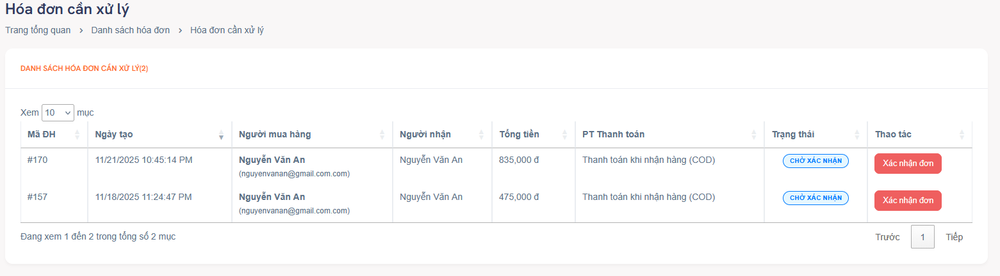 Hóa đơn cần xử lý
Trang tổng quan > Danh sách hóa đơn > Hóa đơn cần xử lý
DANH SÁCH HÓA ĐƠN CẦN XỬ LÝ(2)
Xem 10 mục
Mã ĐH Ngày tạo Người mua hàng Người nhận Tổng tiền PT Thanh toán Trạng thái Thao tác
#170 11/21/2025 10:45:14 PM Nguyễn Văn An Nguyễn Văn An 835,000 đ Thanh toán khi nhận hàng (COD) CHỜ XÁC NHẬN Xác nhận đơn
(nguyenvanan@gmail.com.com)
#157 11/18/2025 11:24:47 PM Nguyễn Văn An Nguyễn Văn An 475,000 đ Thanh toán khi nhận hàng (COD) CHỜ XÁC NHẬN Xác nhận đơn
(nguyenvanan@gmail.com.com)
Đang xem 1 đến 2 trong tổng số 2 mục Trước 1 Tiếp